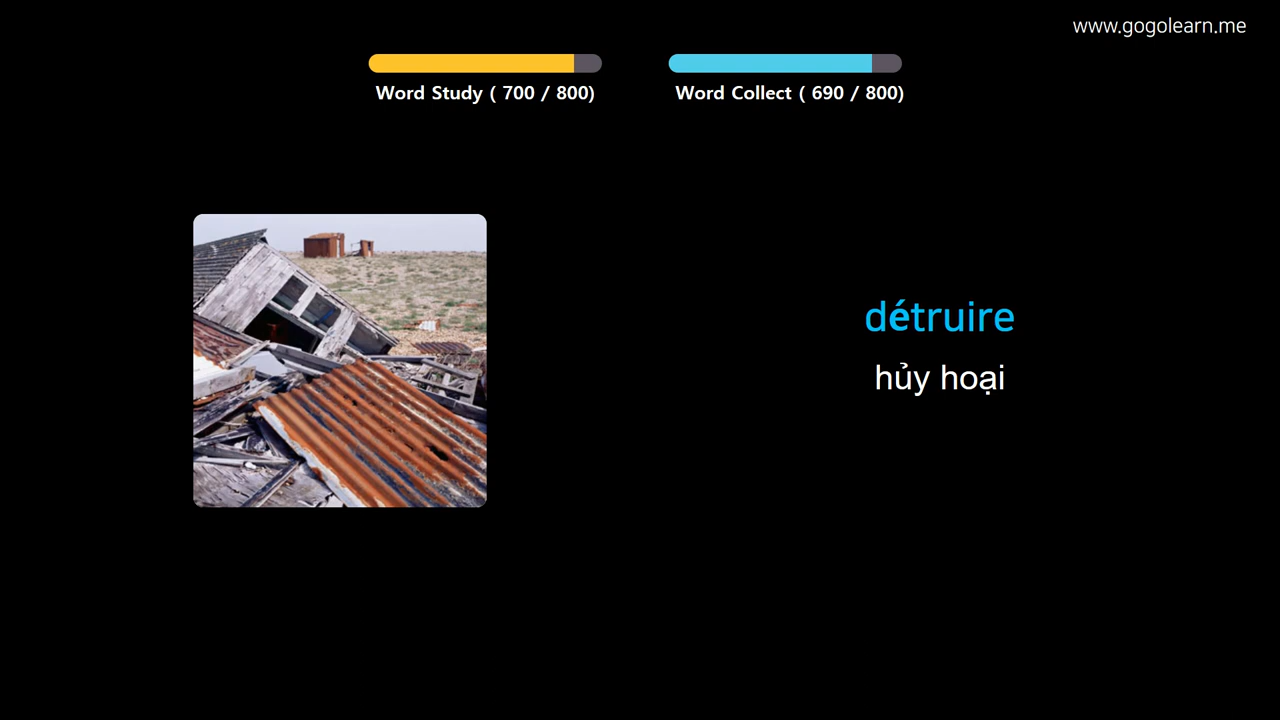 www.gogolearn.me
Word Study ( 700 / 800)
Word Collect ( 690 / 800)
détruire
hủy hoại